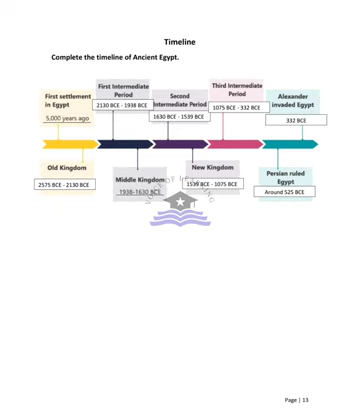 Timeline
Complete the timeline of Ancient Egypt.
First settlement
in Egypt
5,000 years ago
First Intermediate
Period
2130 BCE - 1938 BCE
Second
Intermediate Period
1630 BCE - 1539 BCE
Third Intermediate
Period
1075 BCE - 332 BCE
Alexander
invaded Egypt
332 BCE
Old Kingdom
2575 BCE - 2130 BCE
Middle Kingdom
1938-1630 BCE
New Kingdom
1539 BCE - 1075 BCE
Persian ruled
Egypt
Around 525 BCE
Page | 13